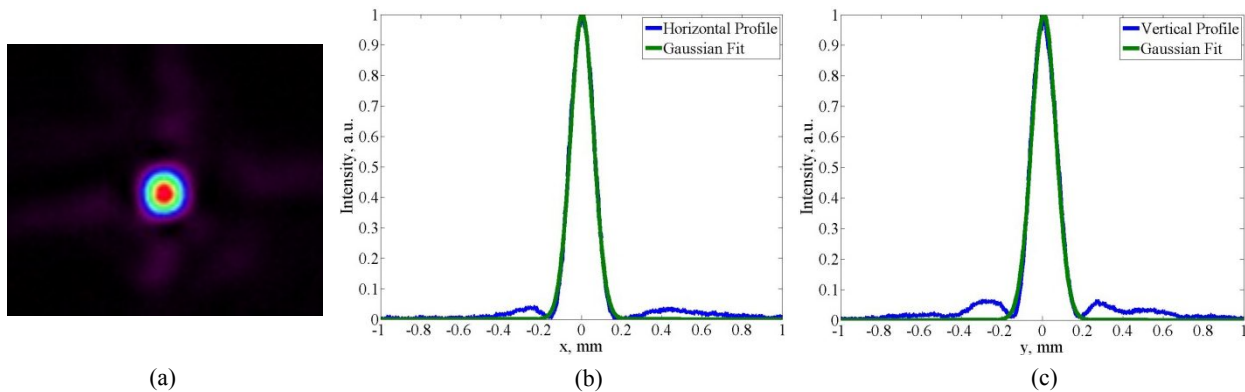 Horizontal Profile
Gaussian Fit
Intensity, a.u.
1
0.9
0.8
0.7
0.6
0.5
0.4
0.3
0.2
0.1
0
-1 -0.8 -0.6 -0.4 -0.2 0 0.2 0.4 0.6 0.8 1
x, mm
Vertical Profile
Gaussian Fit
Intensity, a.u.
1
0.9
0.8
0.7
0.6
0.5
0.4
0.3
0.2
0.1
0
-1 -0.8 -0.6 -0.4 -0.2 0 0.2 0.4 0.6 0.8 1
y, mm
(a) (b) (c)